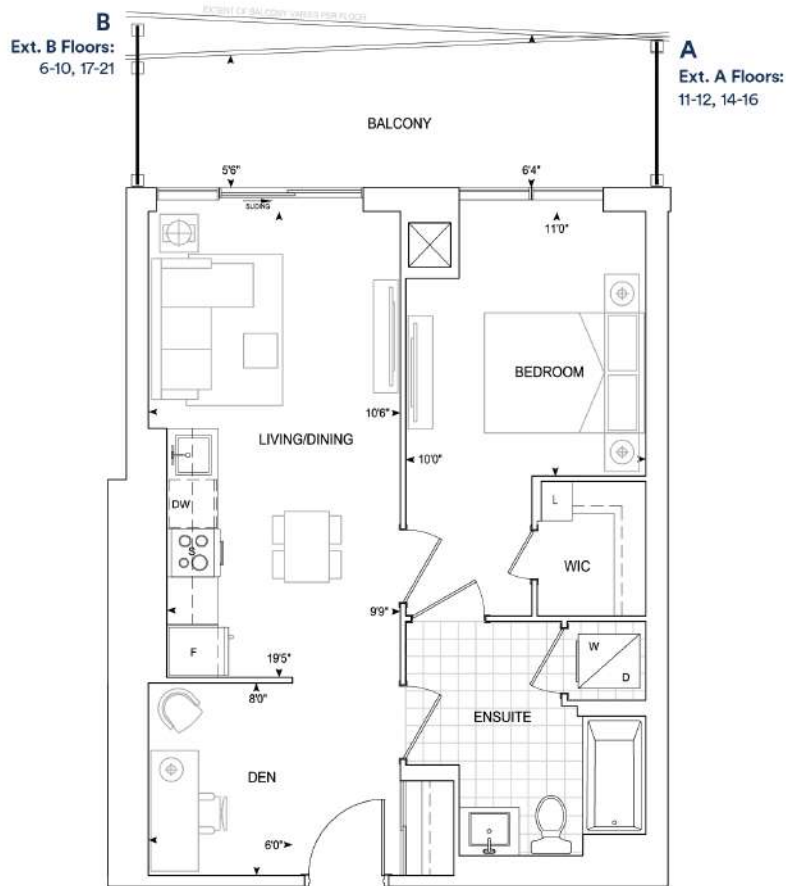 EXTENT OF BALCONY VARIES PER FLOOR
B
Ext. B Floors:
6-10, 17-21
A
Ext. A Floors:
11-12, 14-16
BALCONY
5'6"
6'4"
SLIDING
11'0"
BEDROOM
10'6"
LIVING/DINING
10'0"
DW
L
S
WIC
9'9"
F
W
19'5"
D
8'0"
ENSUITE
DEN
6'0"